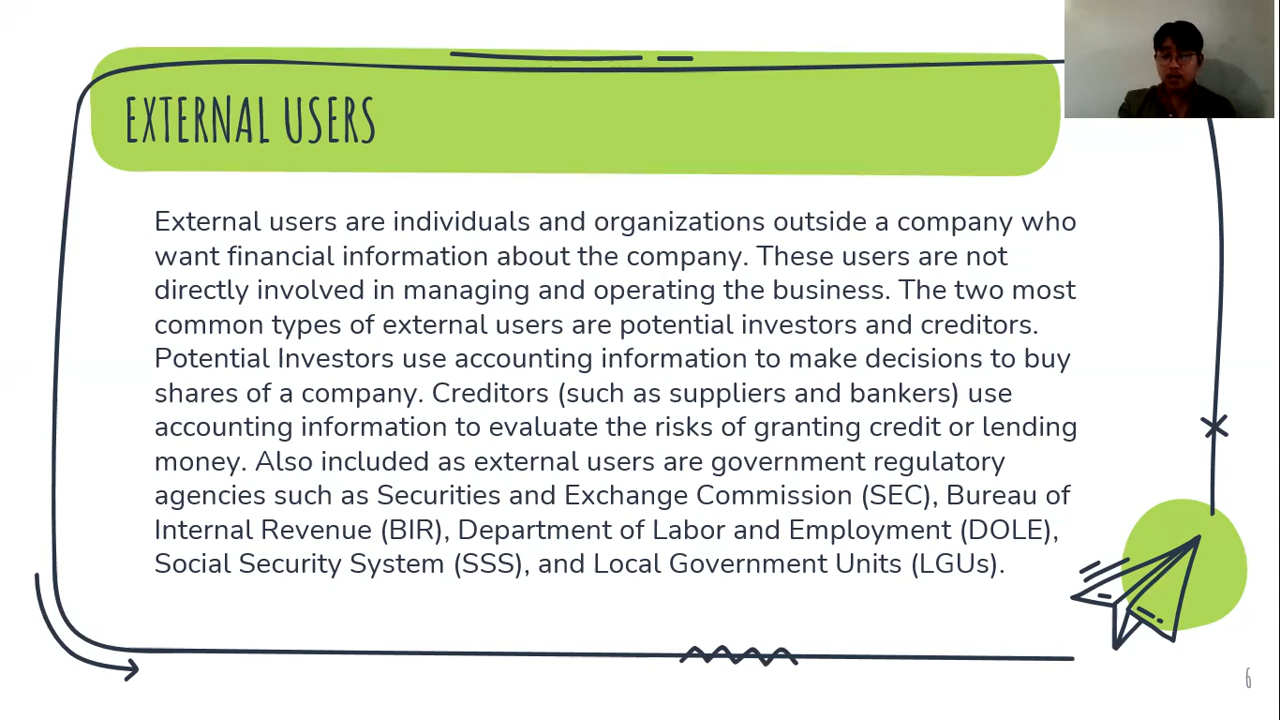 EXTERNAL USERS
External users are individuals and organizations outside a company who
want financial information about the company. These users are not
directly involved in managing and operating the business. The two most
common types of external users are potential investors and creditors.
Potential Investors use accounting information to make decisions to buy
shares of a company. Creditors (such as suppliers and bankers) use
accounting information to evaluate the risks of granting credit or lending
money. Also included as external users are government regulatory
agencies such as Securities and Exchange Commission (SEC), Bureau of
Internal Revenue (BIR), Department of Labor and Employment (DOLE),
Social Security System (SSS), and Local Government Units (LGUs).
6